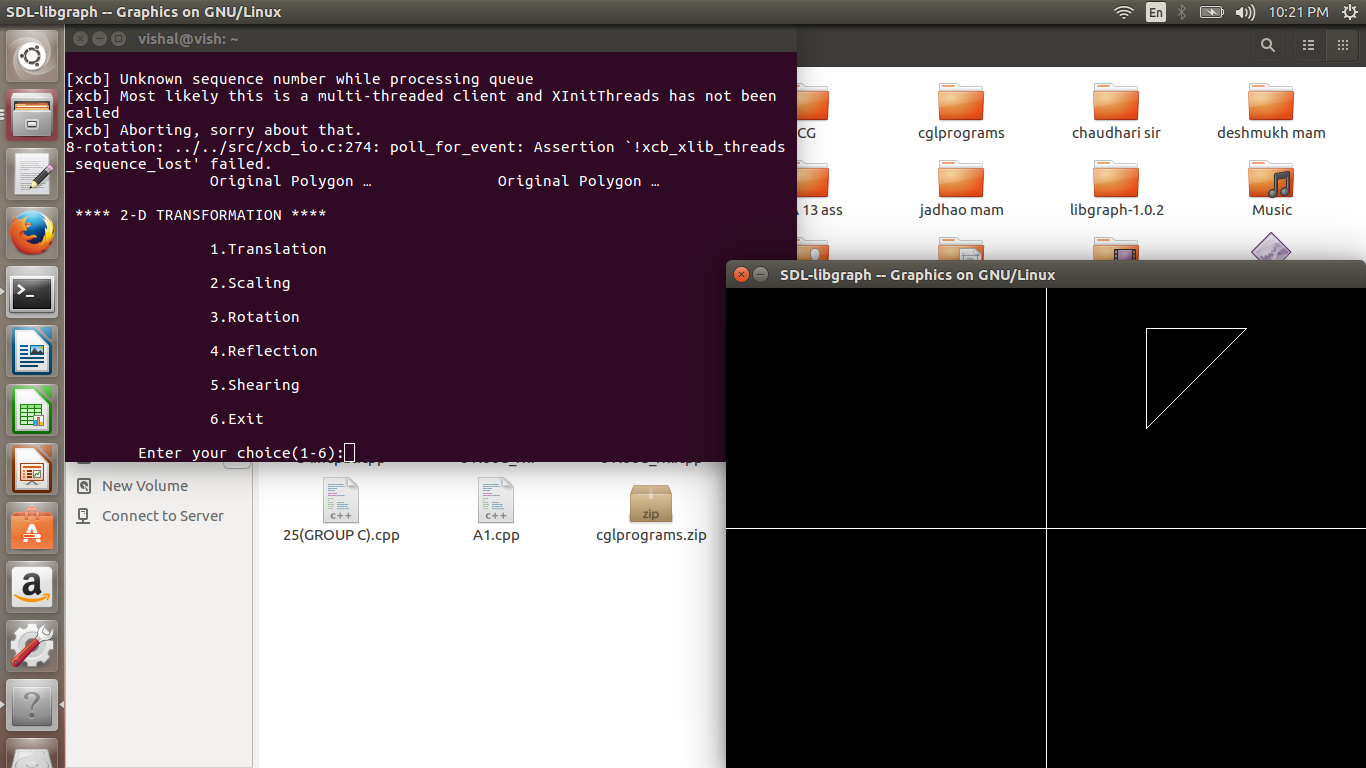 SDL-libgraph -- Graphics on GNU/Linux
En
10:21 PM
vishal@vish: ~
[xcb] Unknown sequence number while processing queue
[xcb] Most likely this is a multi-threaded client and XInitThreads has not been
called
[xcb] Aborting, sorry about that.
8-rotation: ../../src/xcb_io.c:274: poll_for_event: Assertion `!xcb_xlib_threads
_sequence_lost' failed.
Original Polygon … Original Polygon …
**** 2-D TRANSFORMATION ****
1.Translation
2.Scaling
3.Rotation
4.Reflection
5.Shearing
6.Exit
Enter your choice(1-6):
CG
cglprograms
chaudhari sir
deshmukh mam
13 ass
jadhao mam
libgraph-1.0.2
Music
SDL-libgraph -- Graphics on GNU/Linux
New Volume
Connect to Server
c++
c++
zip
25(GROUP C).cpp
A1.cpp
cglprograms.zip